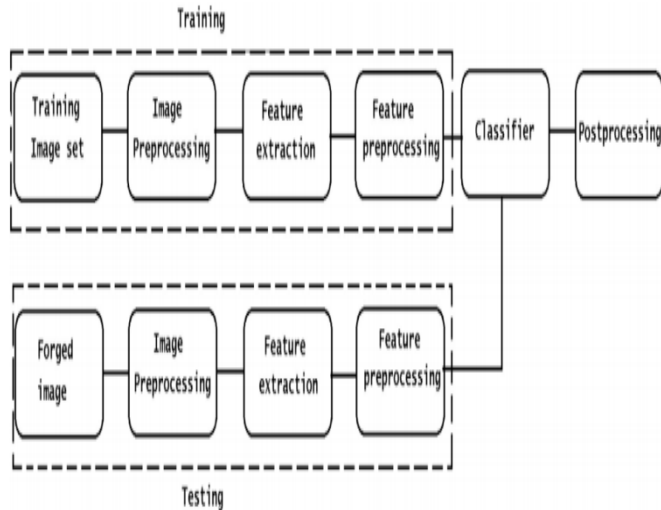 Training
Training
Image set
Image
Preprocessing
Feature
extraction
Feature
preprocessing
Classifier
Postprocessing
Forged
image
Image
Preprocessing
Feature
extraction
Feature
preprocessing
Testing